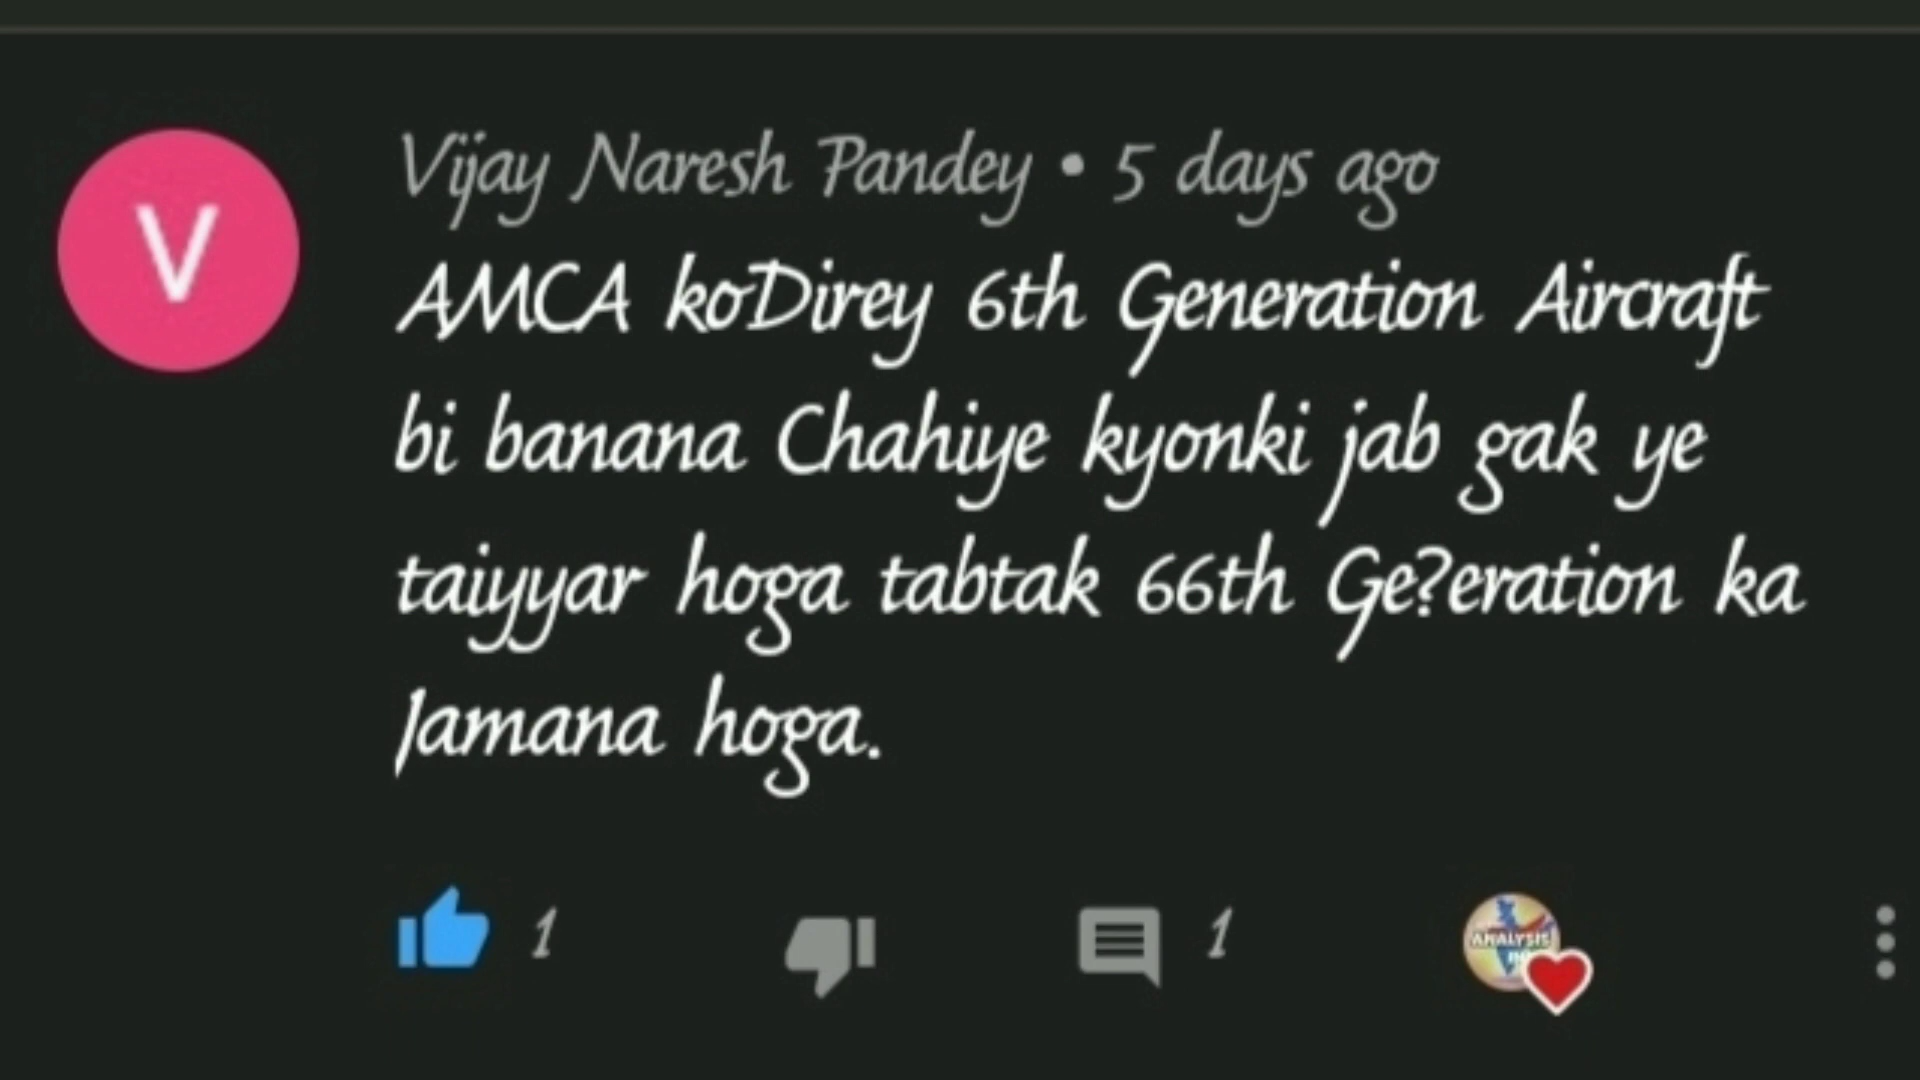 V
Vijay Naresh Pandey • 5 days ago
AMCA koDirey 6th Generation Aircraft
bi banana Chahiye kyonki jab gak ye
taiyyar hoga tabtak 66th Ge?eration ka
Jamana hoga.
1 1 ANALYSIS